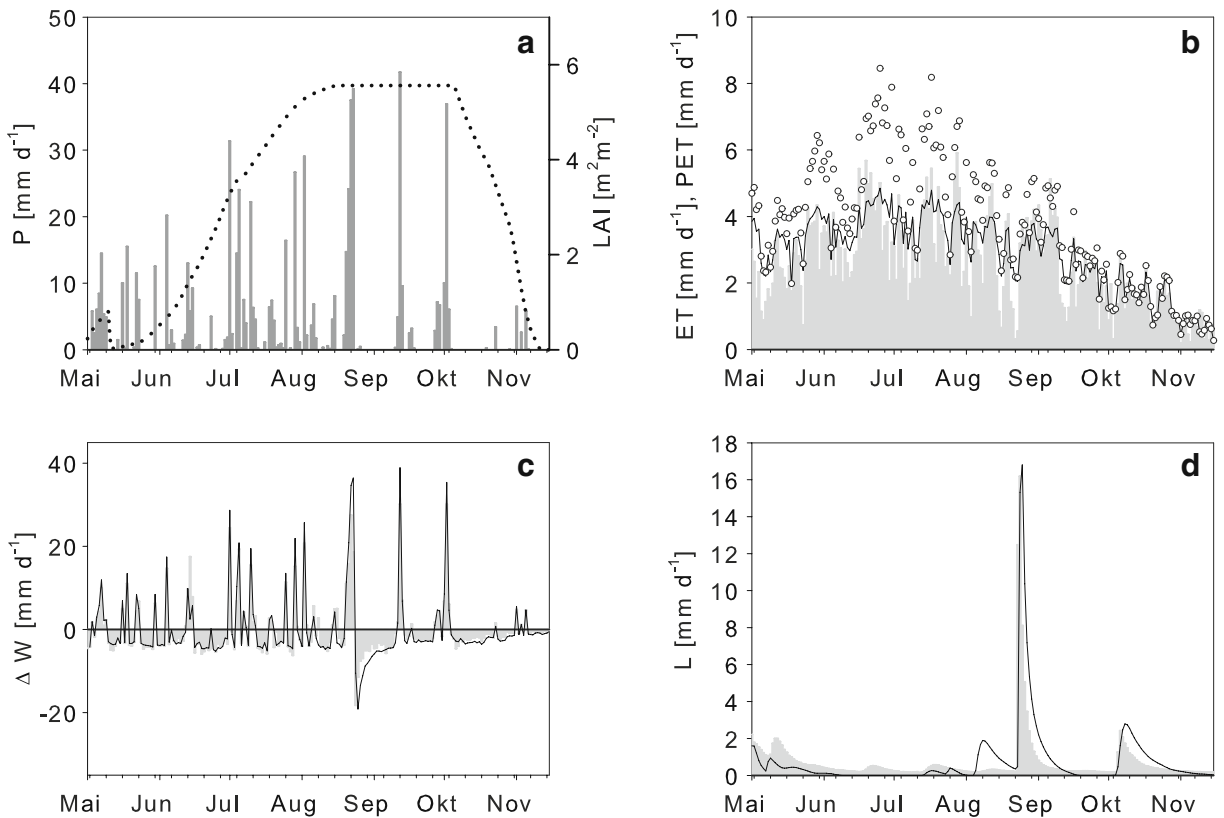 a
P [mm d-1]
50
40
30
20
10
0
LAI [m2m-2]
6
4
2
0
Mai Jun Jul Aug Sep Okt Nov
b
ET [mm d-1], PET [mm d-1]
10
8
6
4
2
0
Mai Jun Jul Aug Sep Okt Nov
c
Δ W [mm d-1]
40
20
0
-20
Mai Jun Jul Aug Sep Okt Nov
d
L [mm d-1]
18
16
14
12
10
8
6
4
2
0
Mai Jun Jul Aug Sep Okt Nov